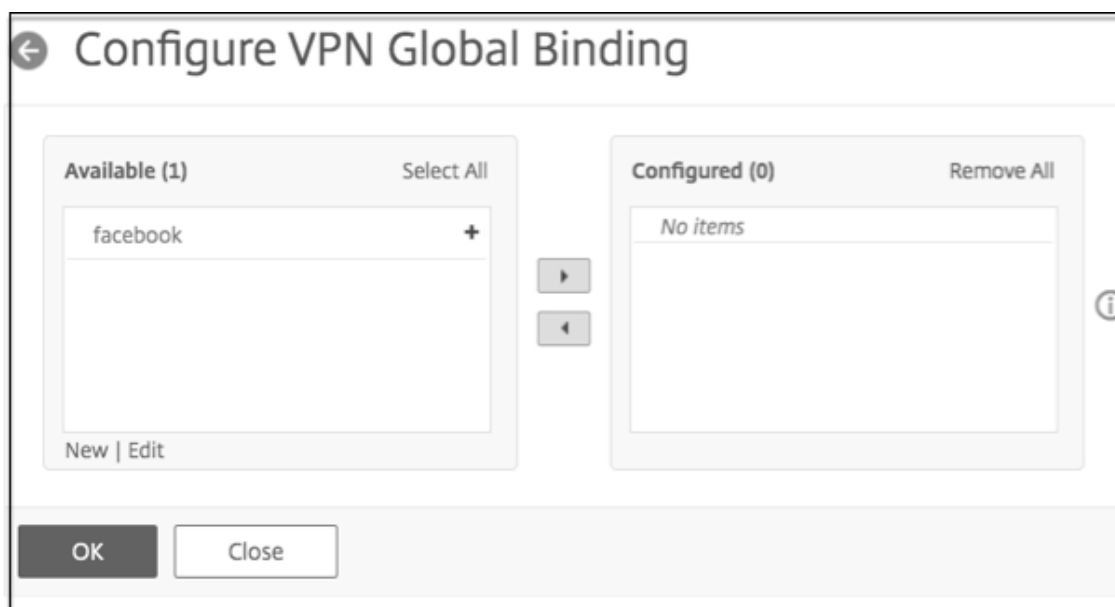 Configure VPN Global Binding
Available (1) Select All
facebook +
New | Edit
Configured (0) Remove All
No items
OK Close